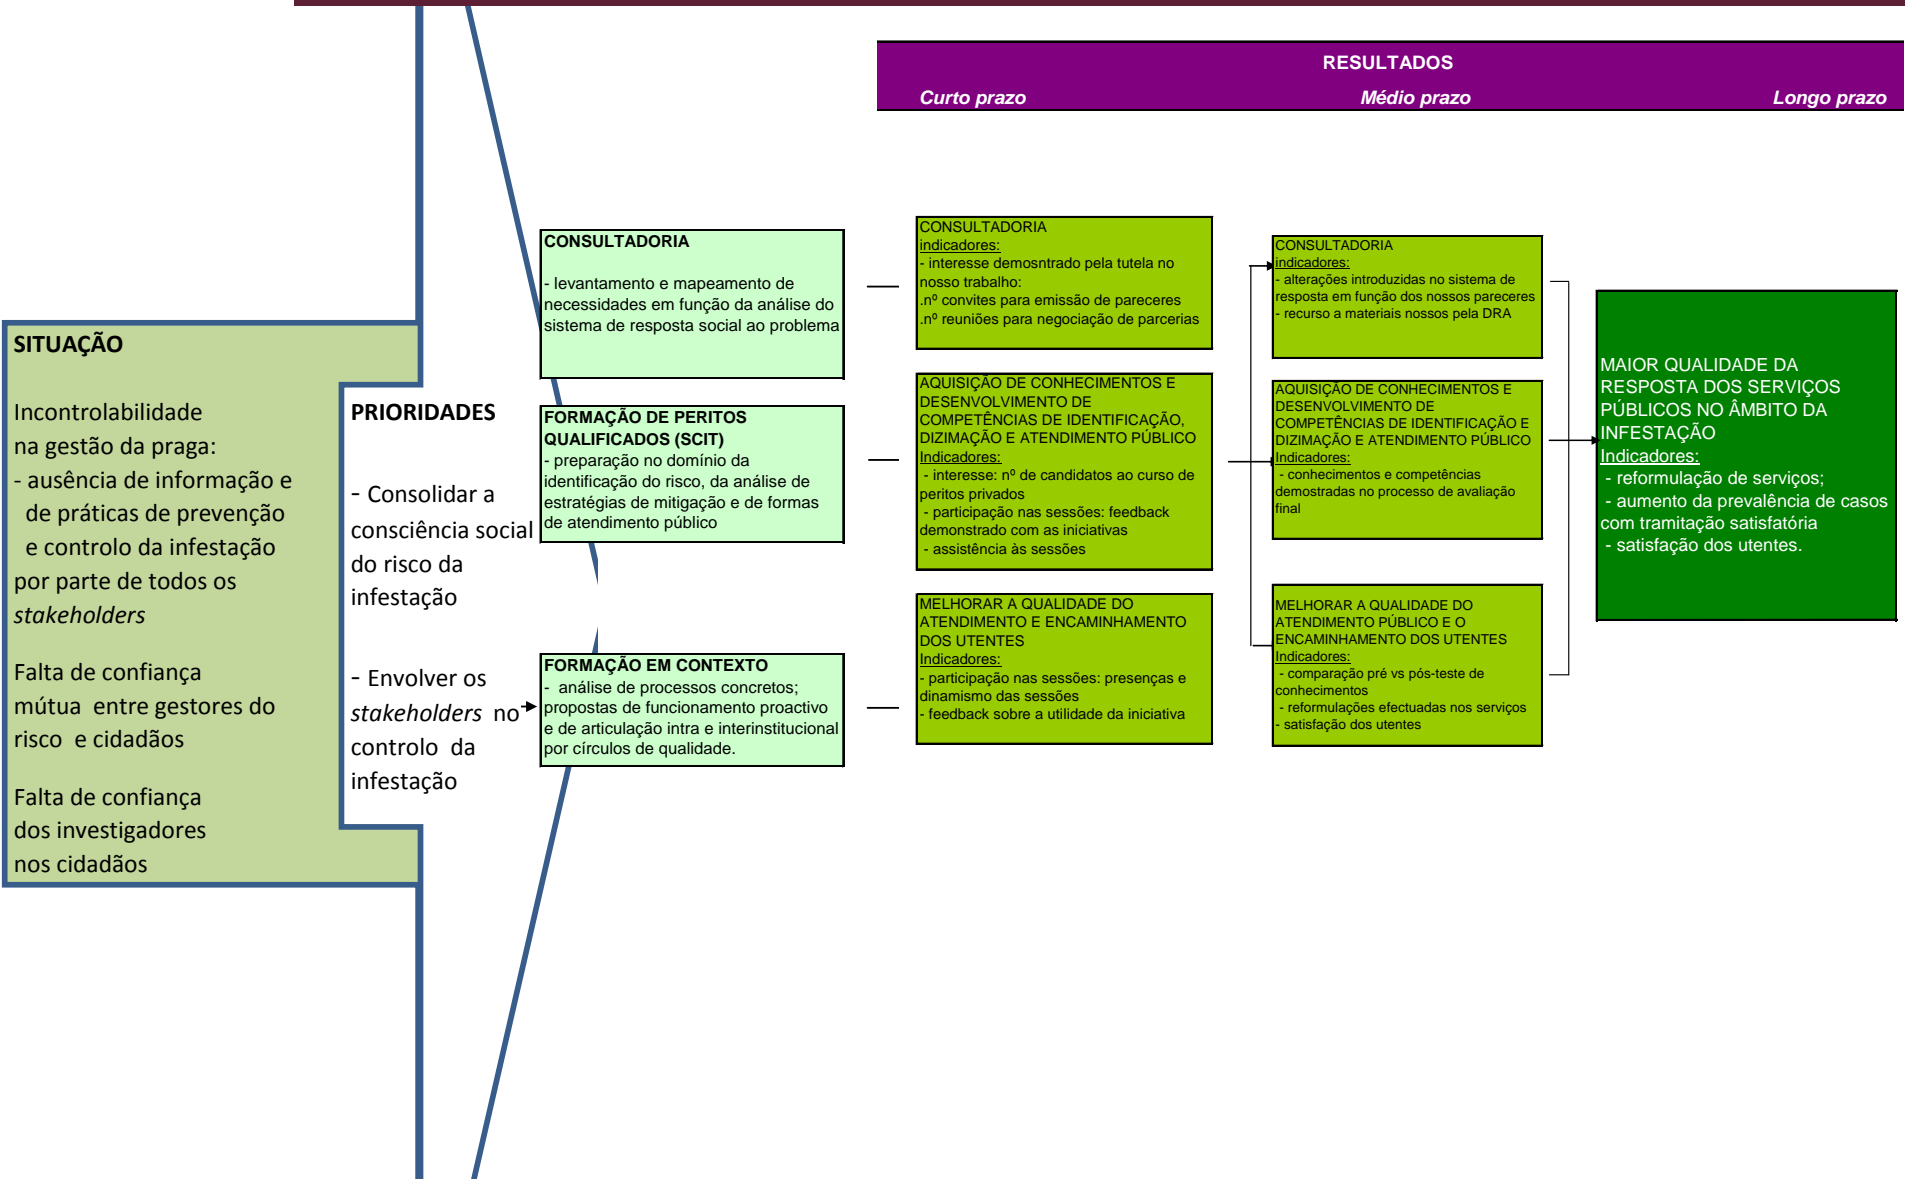 RESULTADOS
Curto prazo
Médio prazo
Longo prazo
SITUAÇÃO
Incontrolabilidade
na gestão da praga:
- ausência de informação e
de práticas de prevenção
e controlo da infestação
por parte de todos os
stakeholders
Falta de confiança
mútua entre gestores do
risco e cidadãos
Falta de confiança
dos investigadores
nos cidadãos
PRIORIDADES
- Consolidar a
consciência social
do risco da
infestação
- Envolver os
stakeholders no
controlo da
infestação
CONSULTADORIA
- levantamento e mapeamento de
necessidades em função da análise do
sistema de resposta social ao problema
FORMAÇÃO DE PERITOS
QUALIFICADOS (SCIT)
- preparação no domínio da
identificação do risco, da análise de
estratégias de mitigação e de formas
de atendimento público
FORMAÇÃO EM CONTEXTO
- análise de processos concretos;
propostas de funcionamento proactivo
e de articulação intra e interinstitucional
por círculos de qualidade.
CONSULTADORIA
indicadores:
- interesse demosntrado pela tutela no
nosso trabalho:
.nº convites para emissão de pareceres
.nº reuniões para negociação de parcerias
AQUISIÇÃO DE CONHECIMENTOS E
DESENVOLVIMENTO DE
COMPETÊNCIAS DE IDENTIFICAÇÃO,
DIZIMAÇÃO E ATENDIMENTO PÚBLICO
Indicadores:
- interesse: nº de candidatos ao curso de
peritos privados
- participação nas sessões: feedback
demonstrado com as iniciativas
- assistência às sessões
MELHORAR A QUALIDADE DO
ATENDIMENTO E ENCAMINHAMENTO
DOS UTENTES
Indicadores:
- participação nas sessões: presenças e
dinamismo das sessões
- feedback sobre a utilidade da iniciativa
CONSULTADORIA
indicadores:
- alterações introduzidas no sistema de
resposta em função dos nossos pareceres
- recurso a materiais nossos pela DRA
AQUISIÇÃO DE CONHECIMENTOS E
DESENVOLVIMENTO DE
COMPETÊNCIAS DE IDENTIFICAÇÃO E
DIZIMAÇÃO E ATENDIMENTO PÚBLICO
Indicadores:
- conhecimentos e competências
demostradas no processo de avaliação
final
MELHORAR A QUALIDADE DO
ATENDIMENTO PÚBLICO E O
ENCAMINHAMENTO DOS UTENTES
Indicadores:
- comparação pré vs pós-teste de
conhecimentos
- reformulações efectuadas nos serviços
- satisfação dos utentes
MAIOR QUALIDADE DA
RESPOSTA DOS SERVIÇOS
PÚBLICOS NO ÂMBITO DA
INFESTAÇÃO
Indicadores:
- reformulação de serviços;
- aumento da prevalência de casos
com tramitação satisfatória
- satisfação dos utentes.